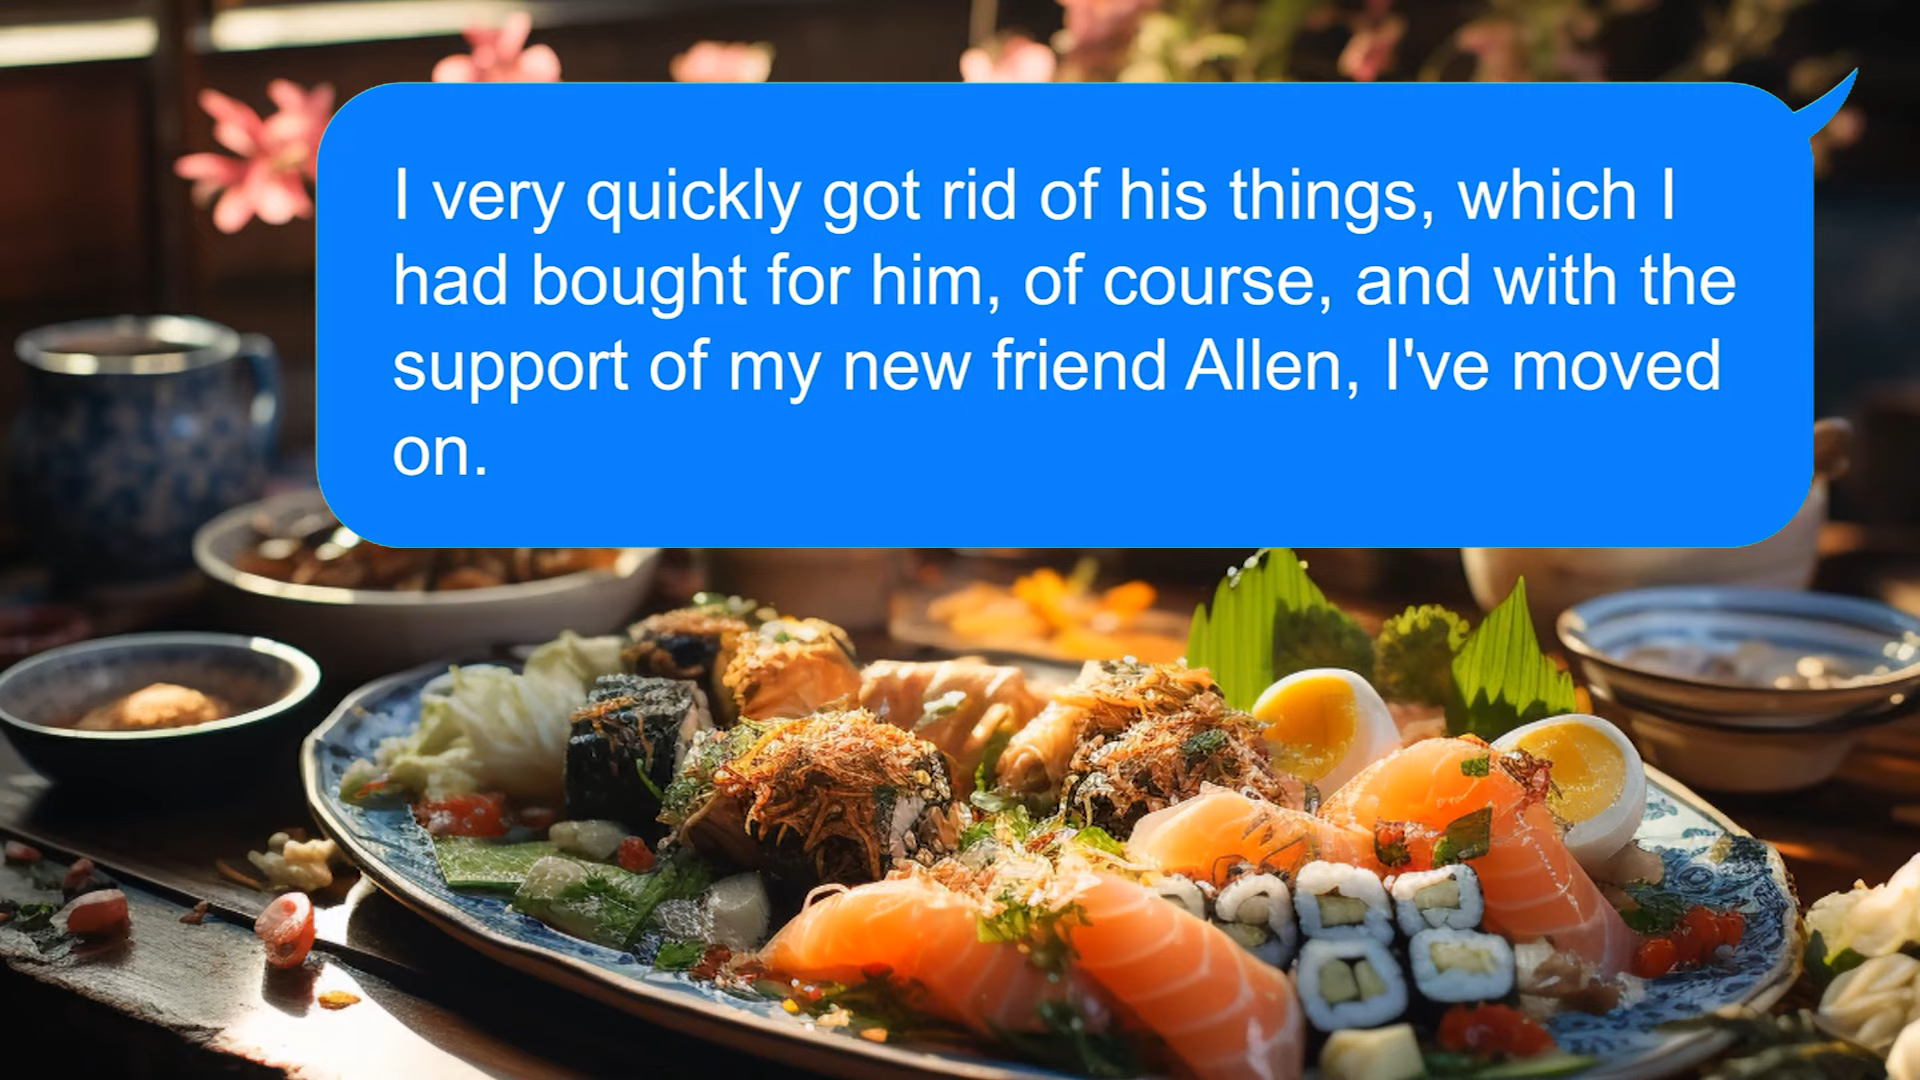 I very quickly got rid of his things, which I
had bought for him, of course, and with the
support of my new friend Allen, I've moved
on.